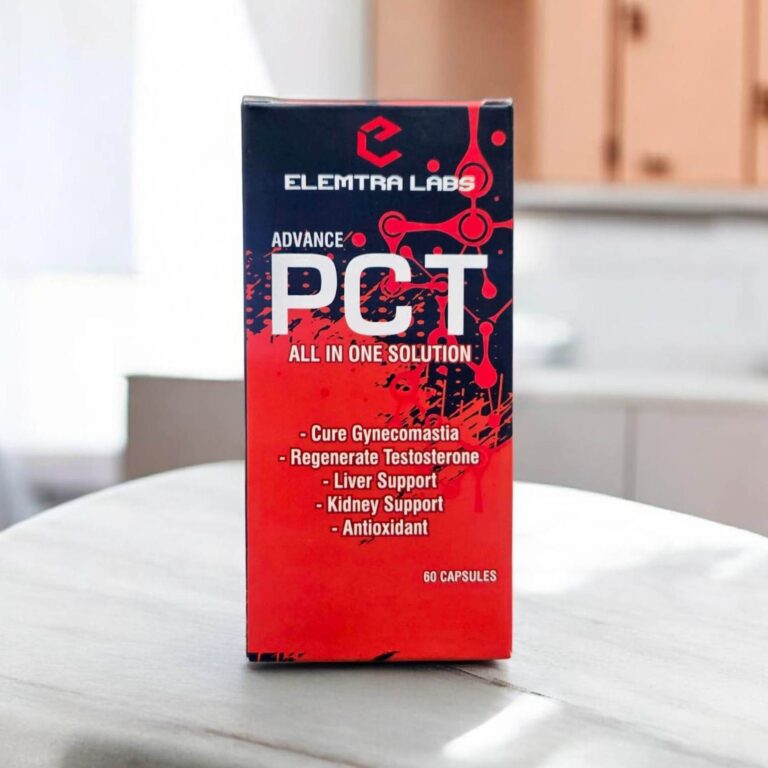 ELEMTRA LABS
ADVANCE
PCT
ALL IN ONE SOLUTION
- Cure Gynecomastia
- Regenerate Testosterone
- Liver Support
- Kidney Support
- Antioxidant
60 CAPSULES